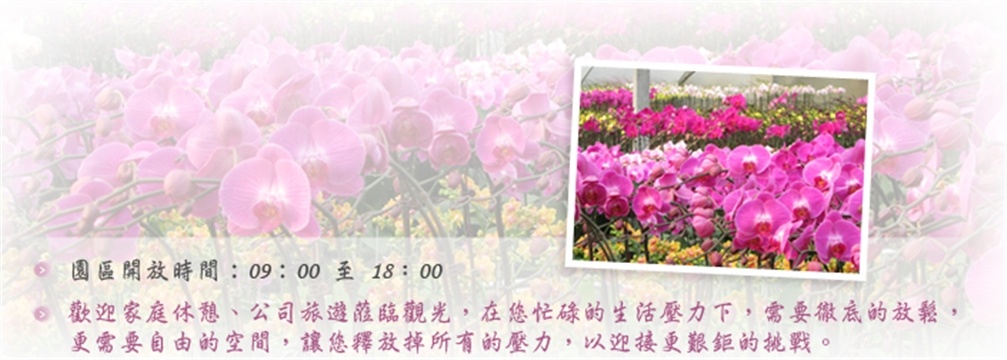 園區開放時間：09：00 至 18：00
歡迎家庭休憩、公司旅遊蒞臨觀光，在您忙碌的生活壓力下，需要徹底的放鬆，
更需要自由的空間，讓您釋放掉所有的壓力，以迎接更艱鉅的挑戰。